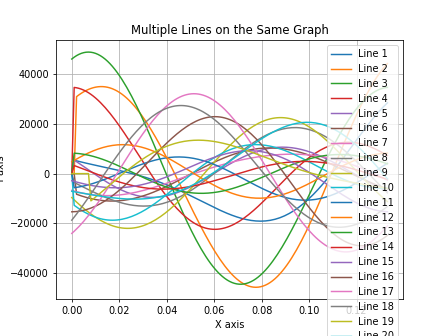 Multiple Lines on the Same Graph
40000
20000
0
−20000
−40000
0.00
0.02
0.04
0.06
0.08
0.10
X axis
Line 1
Line 2
Line 3
Line 4
Line 5
Line 6
Line 7
Line 8
Line 9
Line 10
Line 11
Line 12
Line 13
Line 14
Line 15
Line 16
Line 17
Line 18
Line 19
Line 20